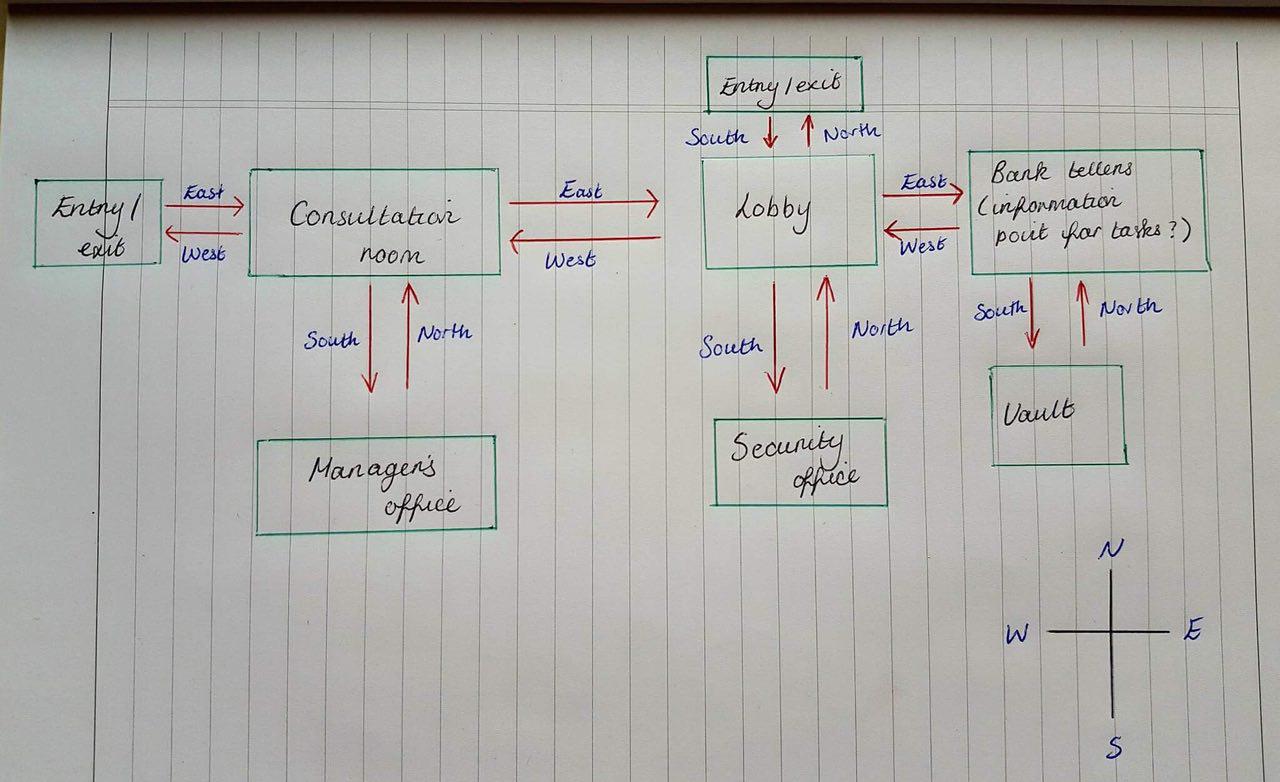 Entry/exit
South
North
Entry/
exit
East
West
Consultation
room
East
West
Lobby
East
West
Bank tellers
(information
point for tasks?)
South
North
South
North
South
North
Manager's
office
Security
office
Vault
N
W
E
S